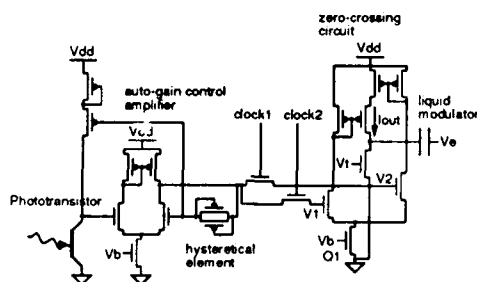 zero-crossing
circuit
Vdd
Vdd
auto-gain control
amplifier
clock1
clock2
liquid
modulator
Iout
Ve
Vdd
Vt
V2
Phototransistor
V1
Vb
hysteretical
element
Vb
Q1